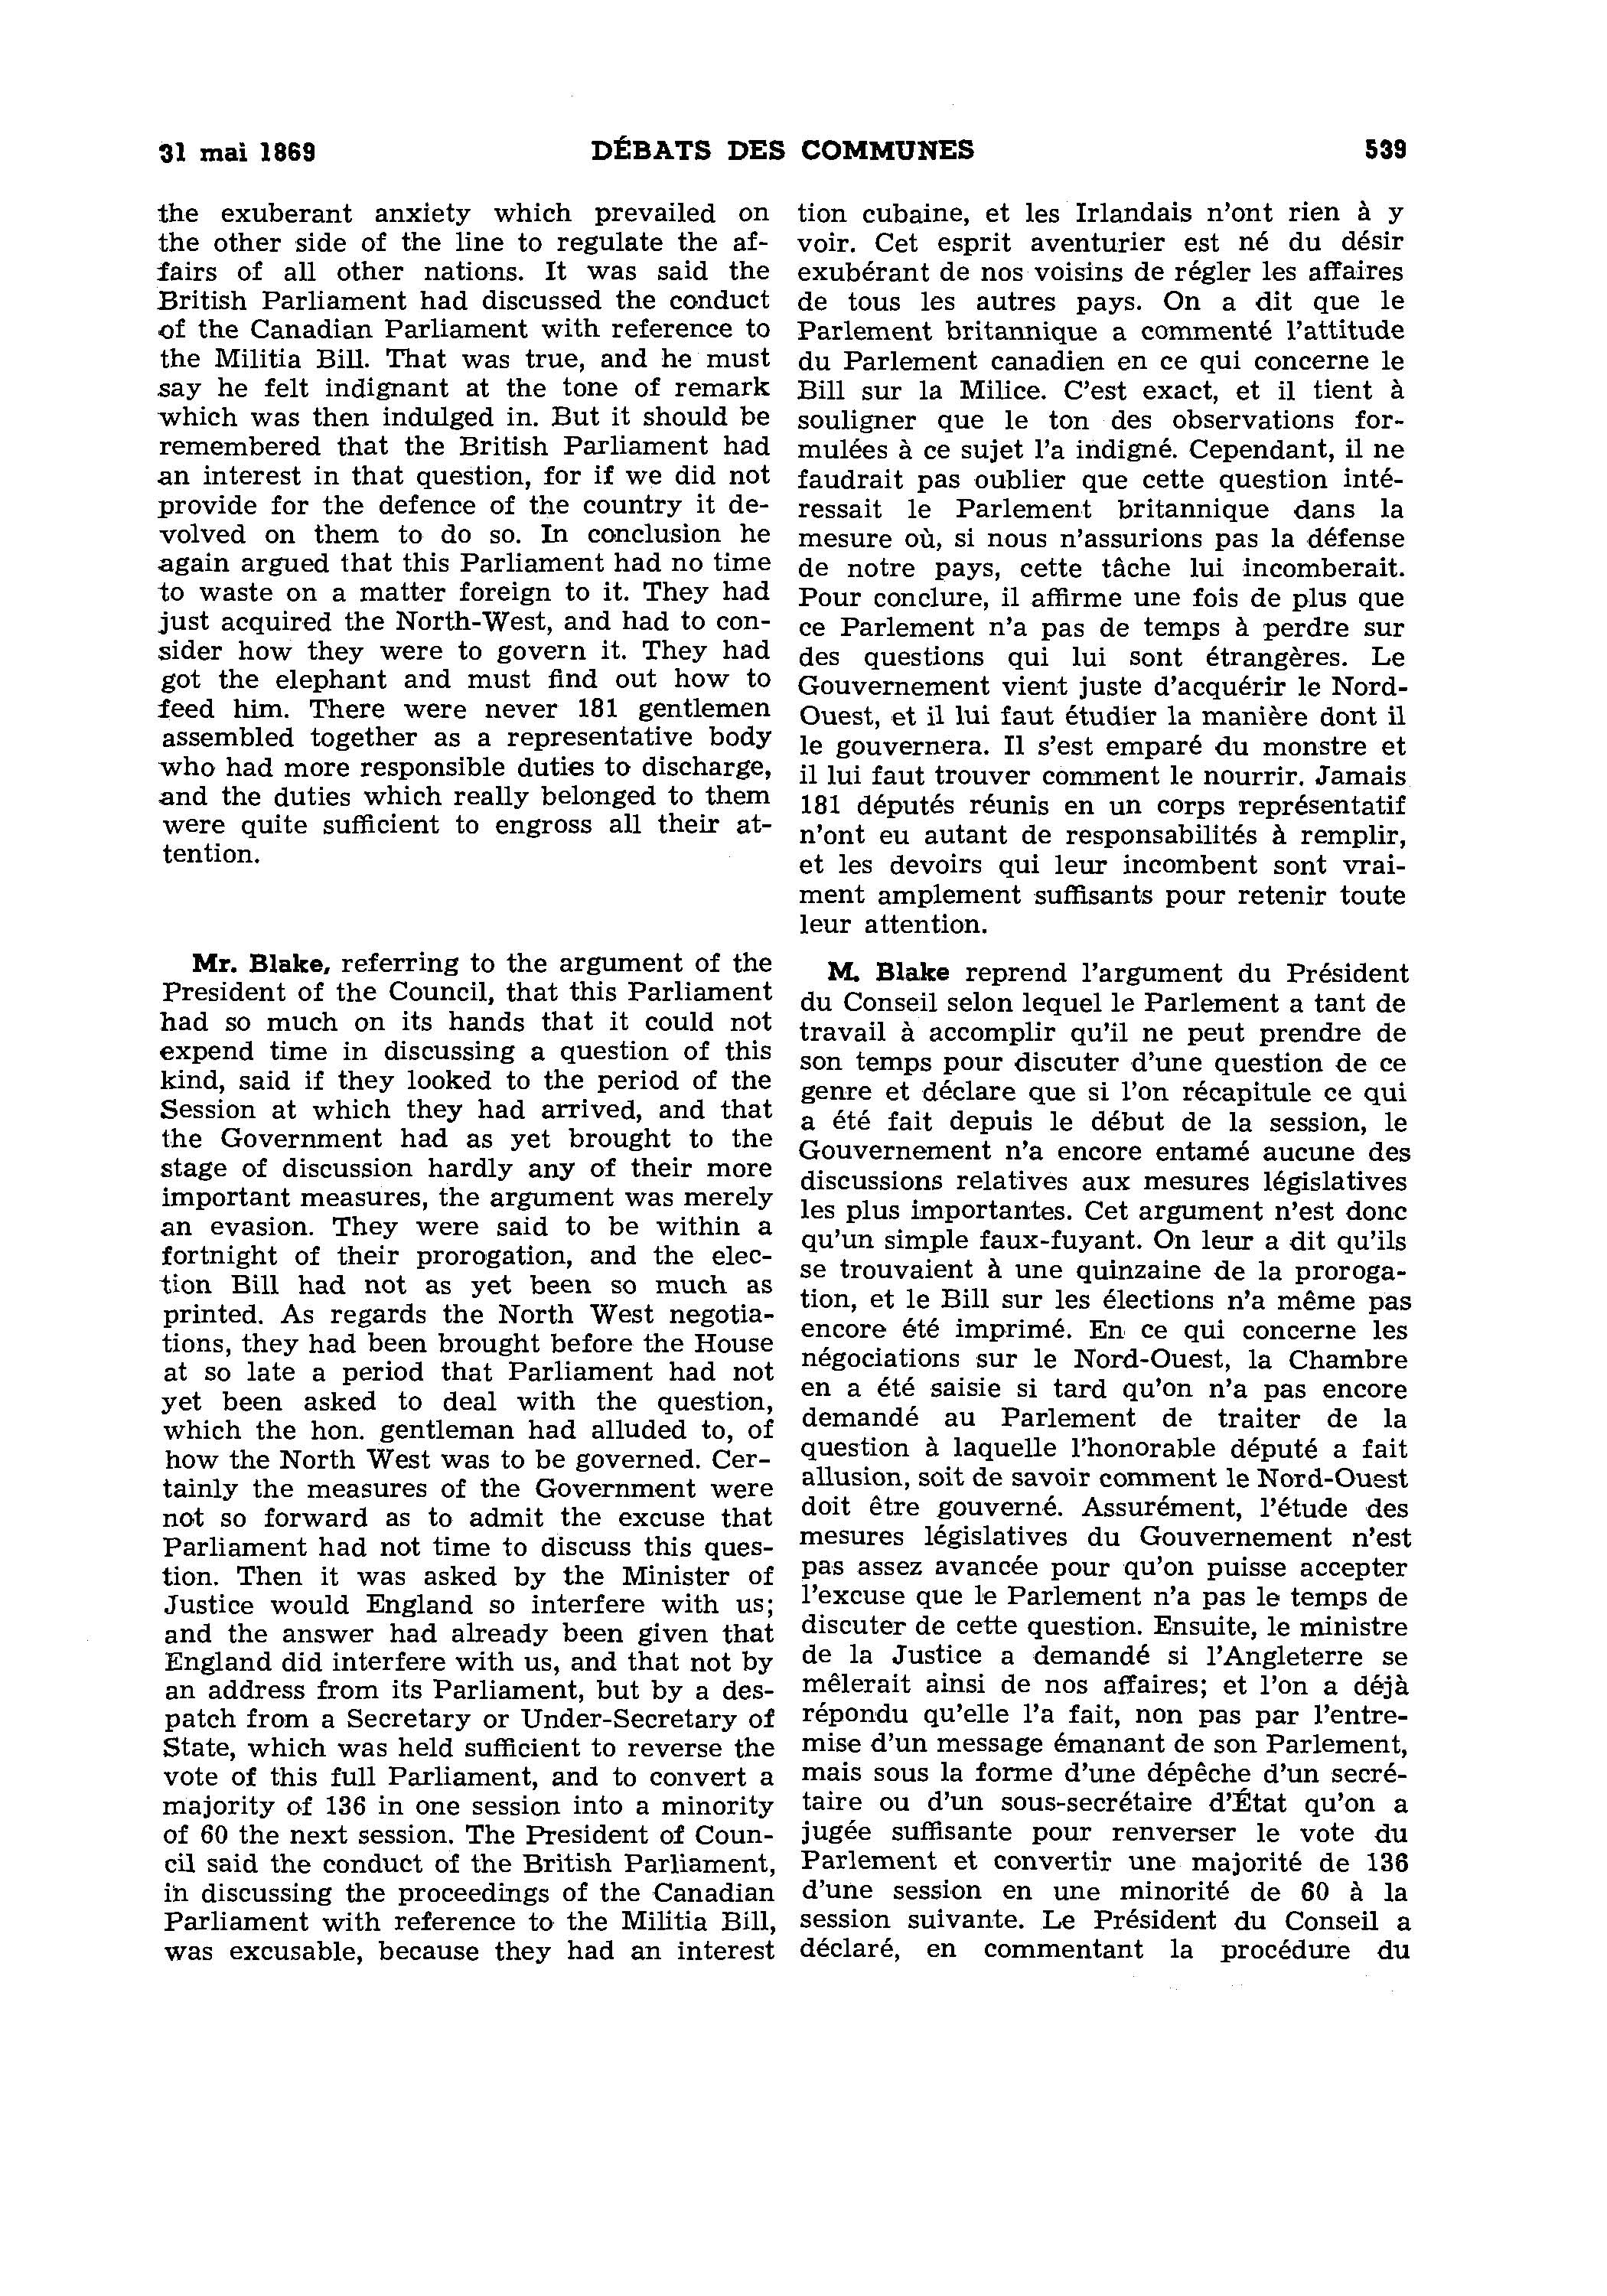 31 mai 1869
DÉBATS DES COMMUNES
539
the exuberant anxiety which prevailed on
the other side of the line to regulate the af-
fairs of all other nations. It was said the
British Parliament had discussed the conduct
of the Canadian Parliament with reference to
the Militia Bill. That was true, and he must
say he felt indignant at the tone of remark
which was then indulged in. But it should be
remembered that the British Parliament had
an interest in that question, for if we did not
provide for the defence of the country it de-
volved on them to do so. In conclusion he
again argued that this Parliament had no time
to waste on a matter foreign to it. They had
just acquired the North-West, and had to con-
sider how they were to govern it. They had
got the elephant and must find out how to
feed him. There were never 181 gentlemen
assembled together as a representative body
who had more responsible duties to discharge,
and the duties which really belonged to them
were quite sufficient to engross all their at-
tention.
Mr. Blake, referring to the argument of the
President of the Council, that this Parliament
had so much on its hands that it could not
expend time in discussing a question of this
kind, said if they looked to the period of the
Session at which they had arrived, and that
the Government had as yet brought to the
stage of discussion hardly any of their more
important measures, the argument was merely
an evasion. They were said to be within a
fortnight of their prorogation, and the elec-
tion Bill had not as yet been so much as
printed. As regards the North West negotia-
tions, they had been brought before the House
at so late a period that Parliament had not
yet been asked to deal with the question,
which the hon. gentleman had alluded to, of
how the North West was to be governed. Cer-
tainly the measures of the Government were
not so forward as to admit the excuse that
Parliament had not time to discuss this ques-
tion. Then it was asked by the Minister of
Justice would England so interfere with us;
and the answer had already been given that
England did interfere with us, and that not by
an address from its Parliament, but by a des-
patch from a Secretary or Under-Secretary of
State, which was held sufficient to reverse the
vote of this full Parliament, and to convert a
majority of 136 in one session into a minority
of 60 the next session. The President of Coun-
cil said the conduct of the British Parliament,
in discussing the proceedings of the Canadian
Parliament with reference to the Militia Bill,
was excusable, because they had an interest
tion cubaine, et les Irlandais n'ont rien à y
voir. Cet esprit aventurier est né du désir
exubérant de nos voisins de régler les affaires
de tous les autres pays. On a dit que le
Parlement britannique a commenté l'attitude
du Parlement canadien en ce qui concerne le
Bill sur la Milice. C'est exact, et il tient à
souligner que le ton des observations for-
mulées à ce sujet l'a indigné. Cependant, il ne
faudrait pas oublier que cette question inté-
ressait le Parlement britannique dans la
mesure où, si nous n'assurions pas la défense
de notre pays, cette tâche lui incomberait.
Pour conclure, il affirme une fois de plus que
ce Parlement n'a pas de temps à perdre sur
des questions qui lui sont étrangères. Le
Gouvernement vient juste d'acquérir le Nord-
Ouest, et il lui faut étudier la manière dont il
le gouvernera. Il s'est emparé du monstre et
il lui faut trouver comment le nourrir. Jamais
181 députés réunis en un corps représentatif
n'ont eu autant de responsabilités à remplir,
et les devoirs qui leur incombent sont vrai-
ment amplement suffisants pour retenir toute
leur attention.
M. Blake reprend l'argument du Président
du Conseil selon lequel le Parlement a tant de
travail à accomplir qu'il ne peut prendre de
son temps pour discuter d'une question de ce
genre et déclare que si l'on récapitule ce qui
a été fait depuis le début de la session, le
Gouvernement n'a encore entamé aucune des
discussions relatives aux mesures législatives
les plus importantes. Cet argument n'est donc
qu'un simple faux-fuyant. On leur a dit qu'ils
se trouvaient à une quinzaine de la proroga-
tion, et le Bill sur les élections n'a même pas
encore été imprimé. En ce qui concerne les
négociations sur le Nord-Ouest, la Chambre
en a été saisie si tard qu'on n'a pas encore
demandé au Parlement de traiter de la
question à laquelle l'honorable député a fait
allusion, soit de savoir comment le Nord-Ouest
doit être gouverné. Assurément, l'étude des
mesures législatives du Gouvernement n'est
pas assez avancée pour qu'on puisse accepter
l'excuse que le Parlement n'a pas le temps de
discuter de cette question. Ensuite, le ministre
de la Justice a demandé si l'Angleterre se
mêlerait ainsi de nos affaires; et l'on a déjà
répondu qu'elle l'a fait, non pas par l'entre-
mise d'un message émanant de son Parlement,
mais sous la forme d'une dépêche d'un secré-
taire ou d'un sous-secrétaire d'État qu'on a
jugée suffisante pour renverser le vote du
Parlement et convertir une majorité de 136
d'une session en une minorité de 60 à la
session suivante. Le Président du Conseil a
déclaré, en commentant la procédure du